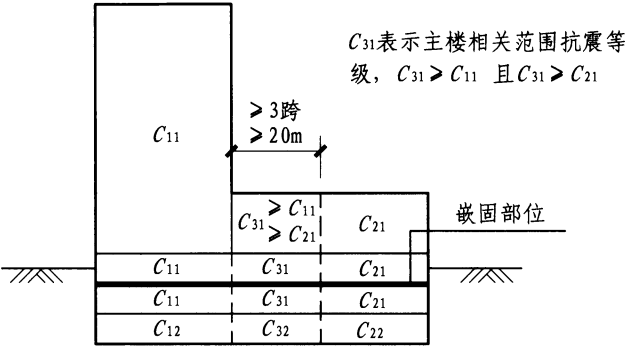 C₃₁表示主楼相关范围抗震等
级，C₃₁⩾C₁₁ 且C₃₁⩾C₂₁
⩾3跨
⩾20m
C₁₁
C₃₁ ⩾C₁₁
⩾C₂₁
C₂₁
嵌固部位
C₁₁ C₃₁ C₂₁
C₁₁ C₃₁ C₂₁
C₁₂ C₃₂ C₂₂